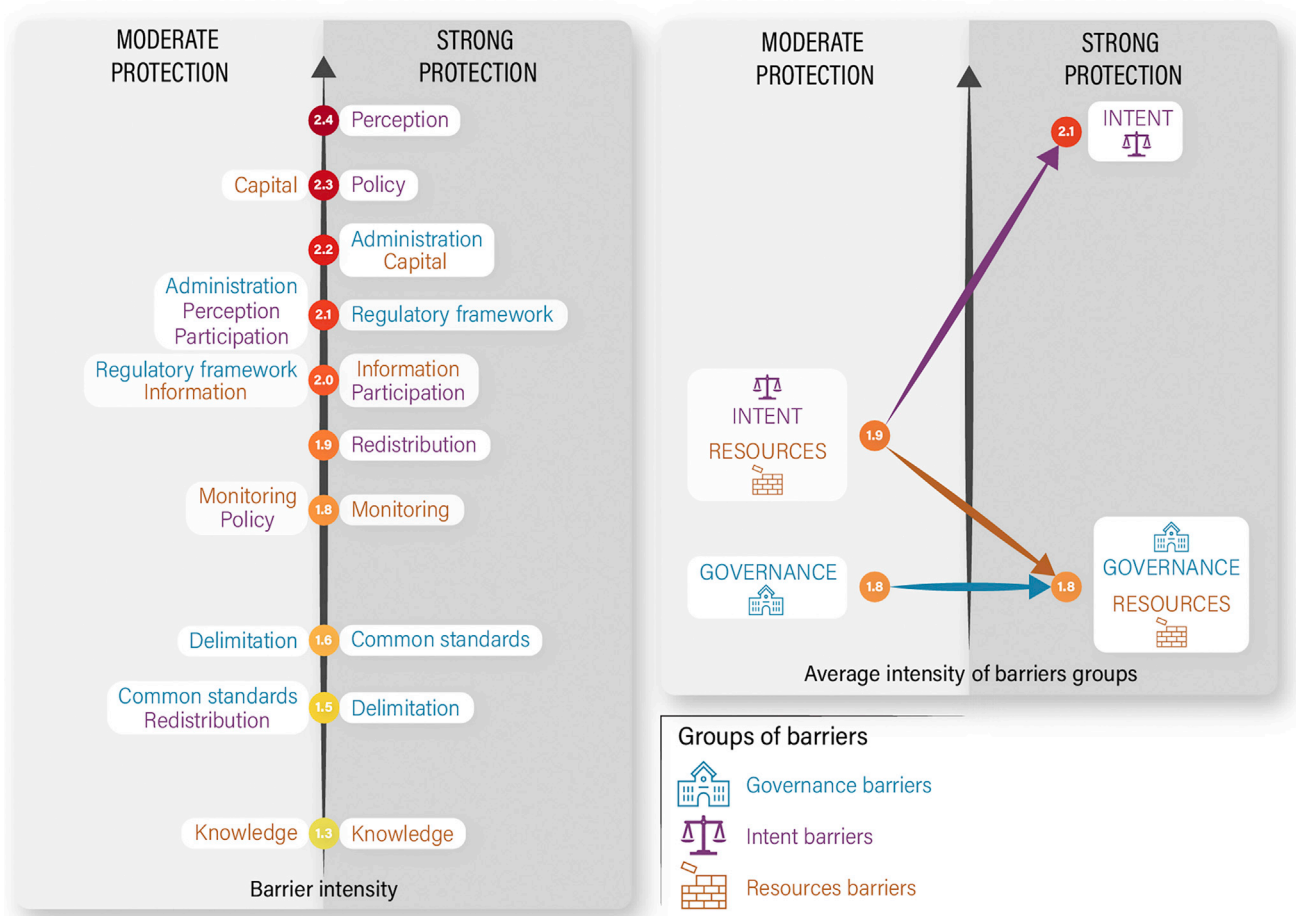 MODERATE
PROTECTION
STRONG
PROTECTION
2.4
Perception
Capital
2.3
Policy
2.2
Administration
Capital
Administration
Perception
Participation
2.1
Regulatory framework
Regulatory framework
Information
2.0
Information
Participation
1.9
Redistribution
Monitoring
Policy
1.8
Monitoring
Delimitation
1.6
Common standards
Common standards
Redistribution
1.5
Delimitation
Knowledge
1.3
Knowledge
Barrier intensity
MODERATE
PROTECTION
STRONG
PROTECTION
2.1
INTENT
INTENT
RESOURCES
1.9
GOVERNANCE
1.8
1.8
GOVERNANCE
RESOURCES
Average intensity of barriers groups
Groups of barriers
Governance barriers
Intent barriers
Resources barriers